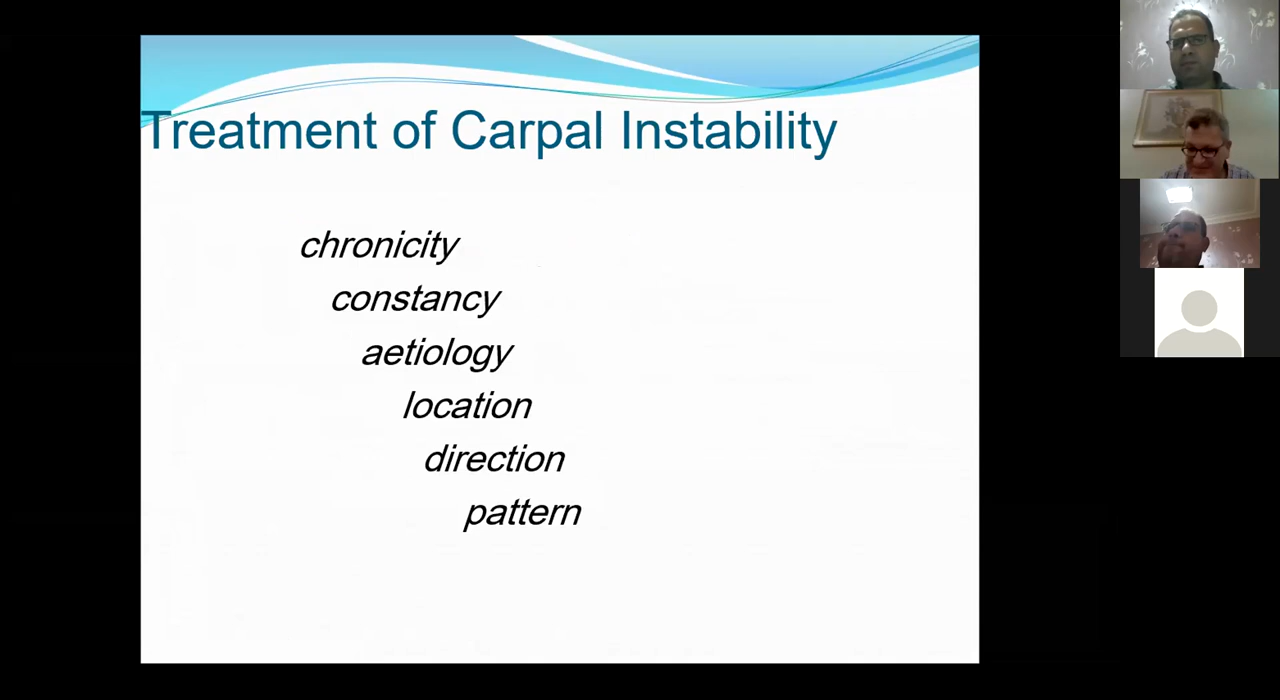 Treatment of Carpal Instability
chronicity
constancy
aetiology
location
direction
pattern